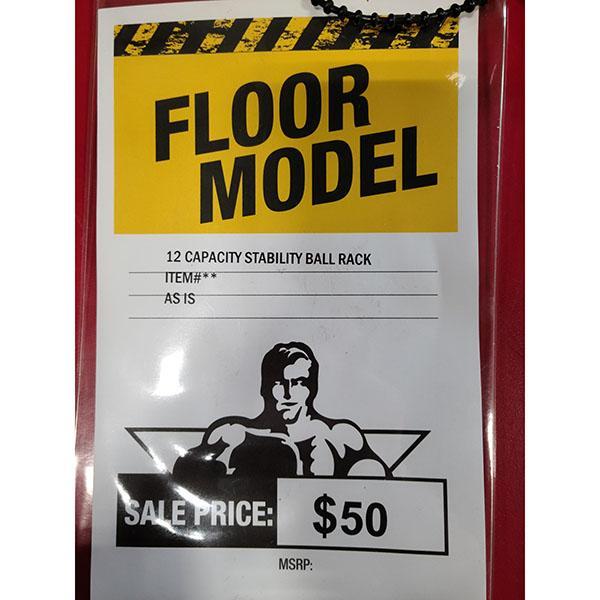 FLOOR
MODEL
12 CAPACITY STABILITY BALL RACK
ITEM#**
AS IS
SALE PRICE: $50
MSRP: